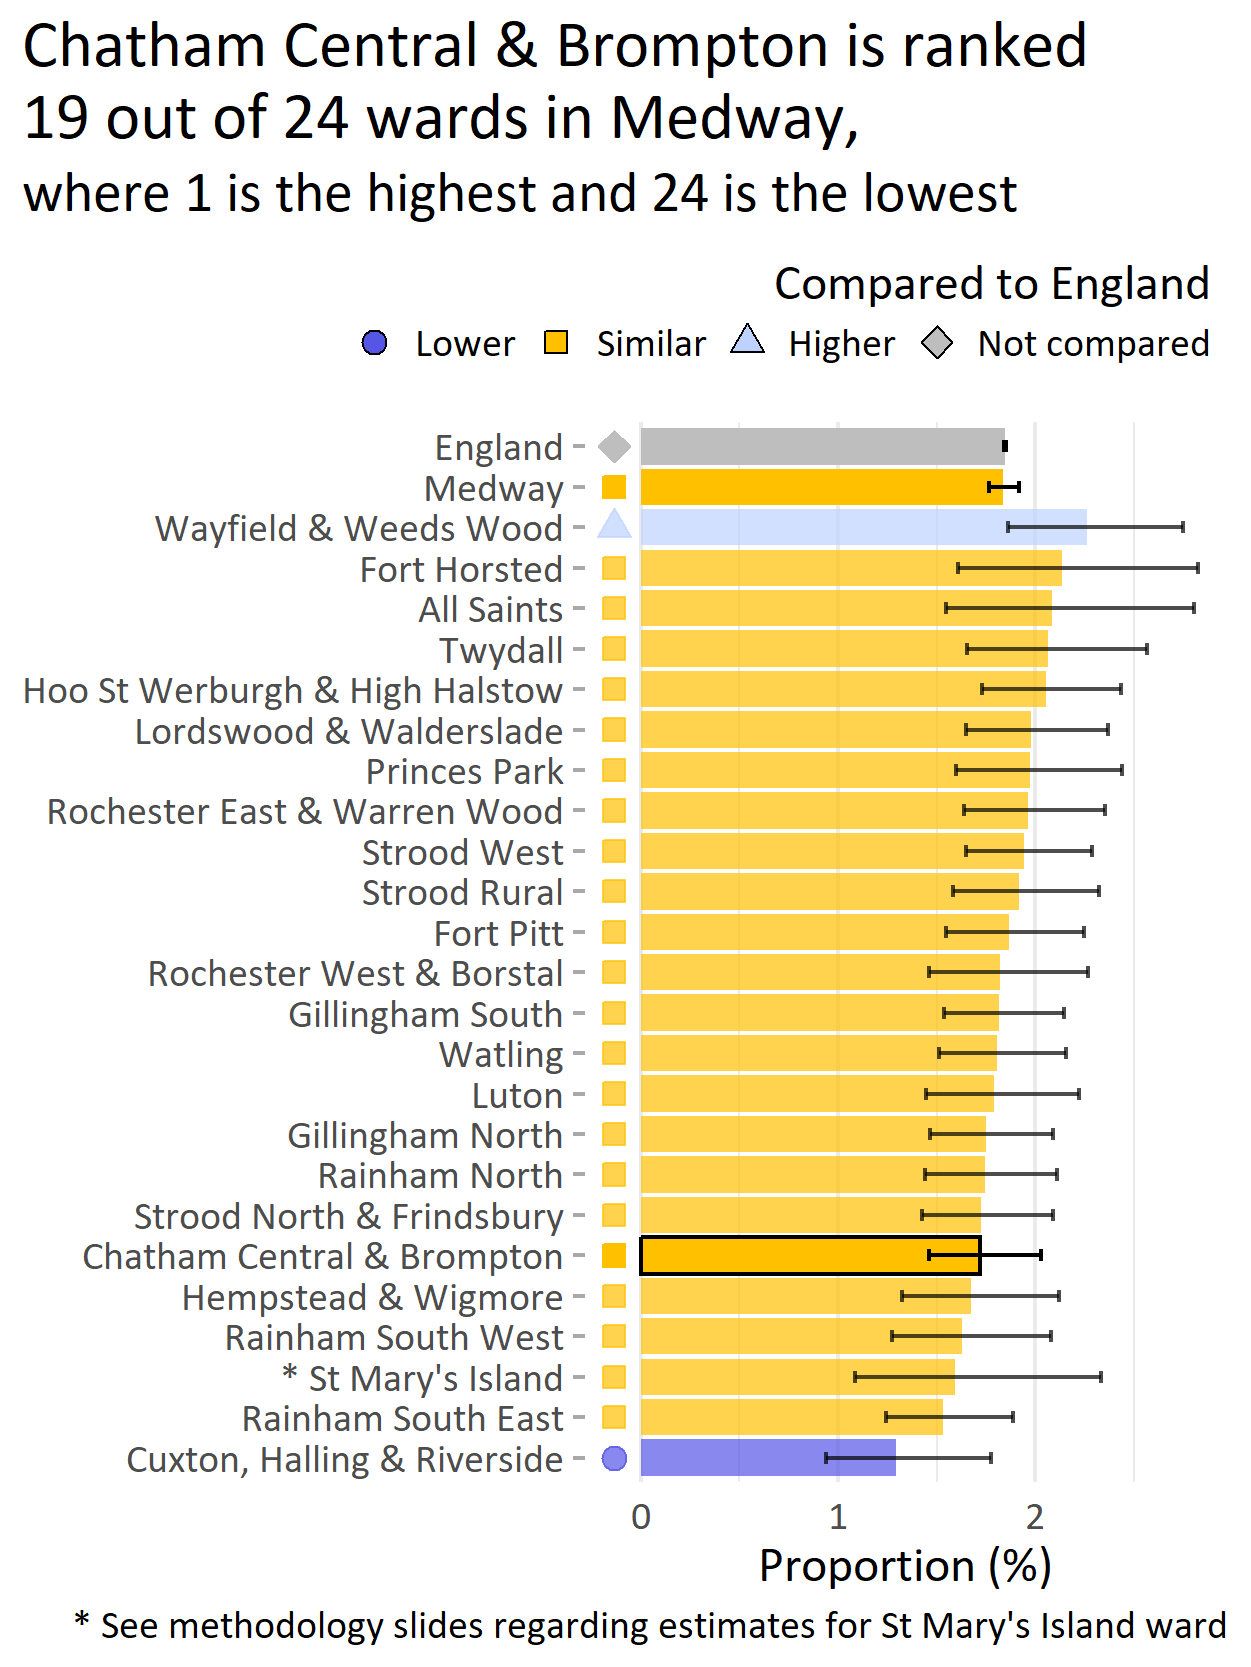 Chatham Central & Brompton is ranked
19 out of 24 wards in Medway,
where 1 is the highest and 24 is the lowest
Compared to England
Lower Similar Higher Not compared
England
Medway
Wayfield & Weeds Wood
Fort Horsted
All Saints
Twydall
Hoo St Werburgh & High Halstow
Lordswood & Walderslade
Princes Park
Rochester East & Warren Wood
Strood West
Strood Rural
Fort Pitt
Rochester West & Borstal
Gillingham South
Watling
Luton
Gillingham North
Rainham North
Strood North & Frindsbury
Chatham Central & Brompton
Hempstead & Wigmore
Rainham South West
* St Mary's Island
Rainham South East
Cuxton, Halling & Riverside
0 1 2
Proportion (%)
* See methodology slides regarding estimates for St Mary's Island ward